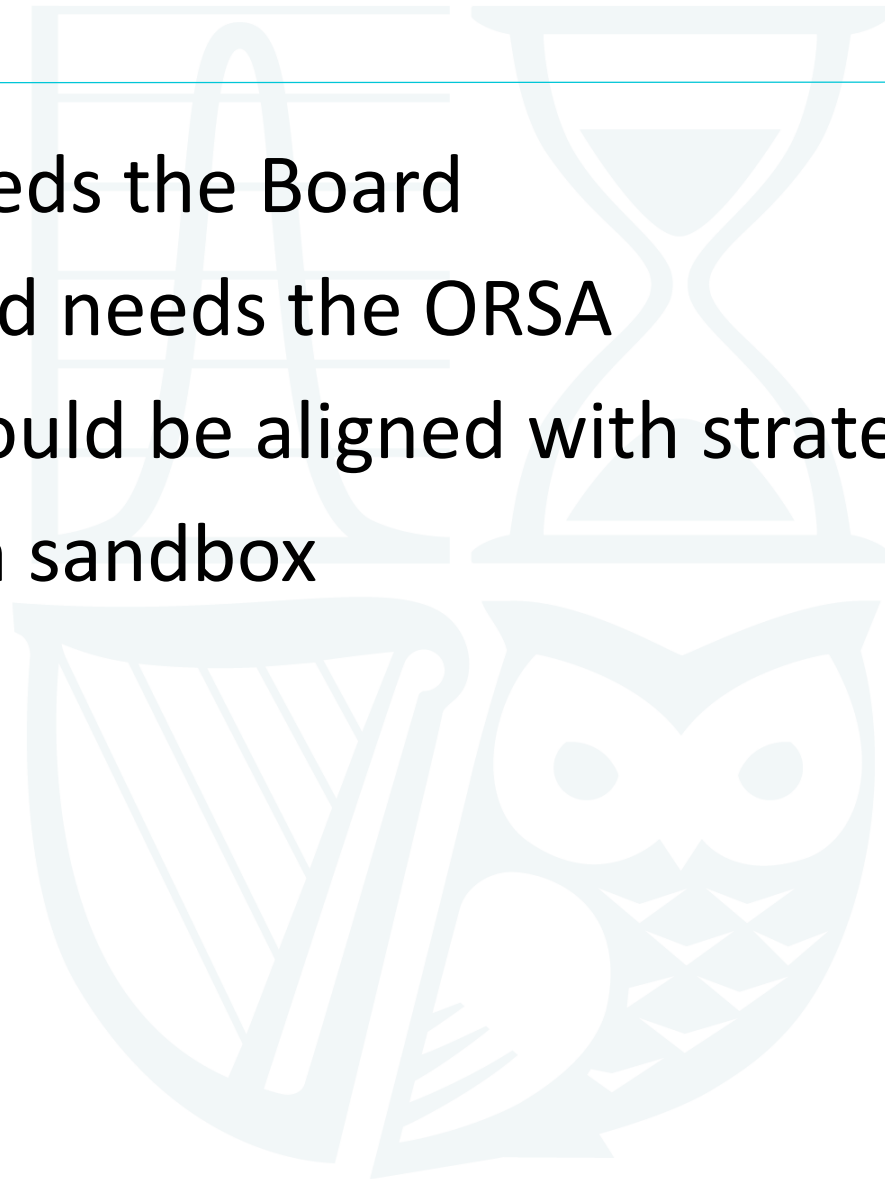 eds the Board
d needs the ORSA
ould be aligned with strate
sandbox